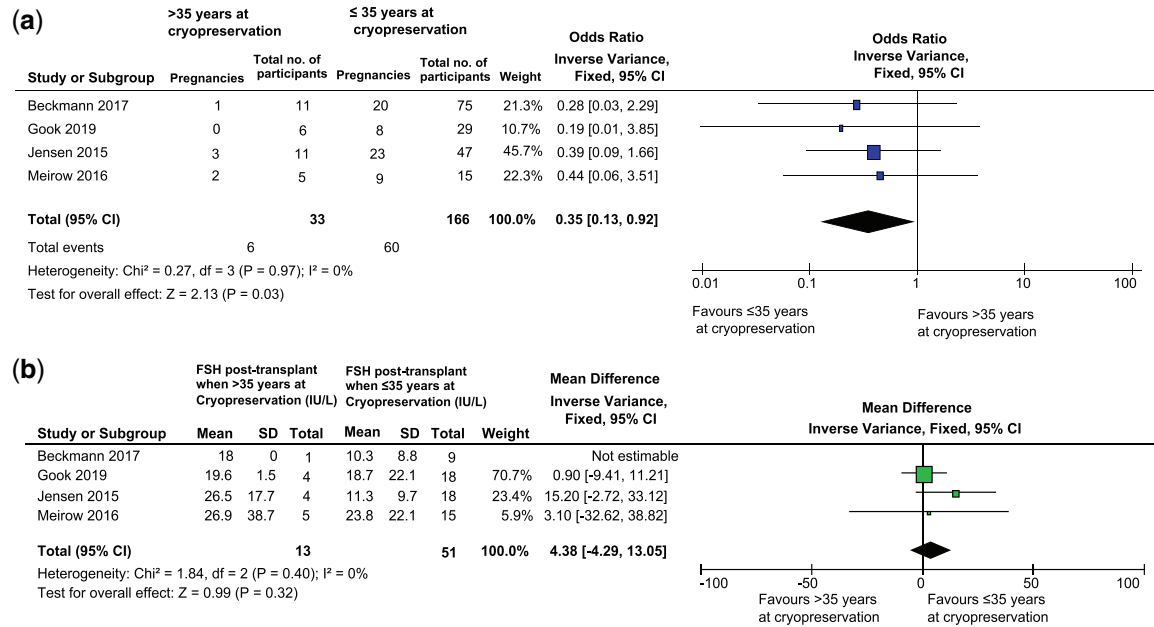 (a)
>35 years at
cryopreservation
≤ 35 years at
cryopreservation
Odds Ratio
Inverse Variance,
Fixed, 95% CI
Odds Ratio
Inverse Variance,
Fixed, 95% CI
Study or Subgroup Pregnancies Total no. of participants Pregnancies Total no. of participants Weight
Beckmann 2017 1 11 20 75 21.3% 0.28 [0.03, 2.29]
Gook 2019 0 6 8 29 10.7% 0.19 [0.01, 3.85]
Jensen 2015 3 11 23 47 45.7% 0.39 [0.09, 1.66]
Meirow 2016 2 5 9 15 22.3% 0.44 [0.06, 3.51]
Total (95% CI) 33 166 100.0% 0.35 [0.13, 0.92]
Total events 6 60
Heterogeneity: Chi² = 0.27, df = 3 (P = 0.97); I² = 0%
Test for overall effect: Z = 2.13 (P = 0.03)
0.01 0.1 1 10 100
Favours ≤35 years
at cryopreservation
Favours >35 years
at cryopreservation
(b)
FSH post-transplant
when >35 years at
Cryopreservation (IU/L)
FSH post-transplant
when ≤35 years at
Cryopreservation (IU/L)
Mean Difference
Inverse Variance,
Fixed, 95% CI
Mean Difference
Inverse Variance, Fixed, 95% CI
Study or Subgroup Mean SD Total Mean SD Total Weight
Beckmann 2017 18 0 1 10.3 8.8 9 Not estimable
Gook 2019 19.6 1.5 4 18.7 22.1 18 70.7% 0.90 [-9.41, 11.21]
Jensen 2015 26.5 17.7 4 11.3 9.7 18 23.4% 15.20 [-2.72, 33.12]
Meirow 2016 26.9 38.7 5 23.8 22.1 15 5.9% 3.10 [-32.62, 38.82]
Total (95% CI) 13 51 100.0% 4.38 [-4.29, 13.05]
Heterogeneity: Chi² = 1.84, df = 2 (P = 0.40); I² = 0%
Test for overall effect: Z = 0.99 (P = 0.32)
-100 -50 0 50 100
Favours >35 years
at cryopreservation
Favours ≤35 years
at cryopreservation